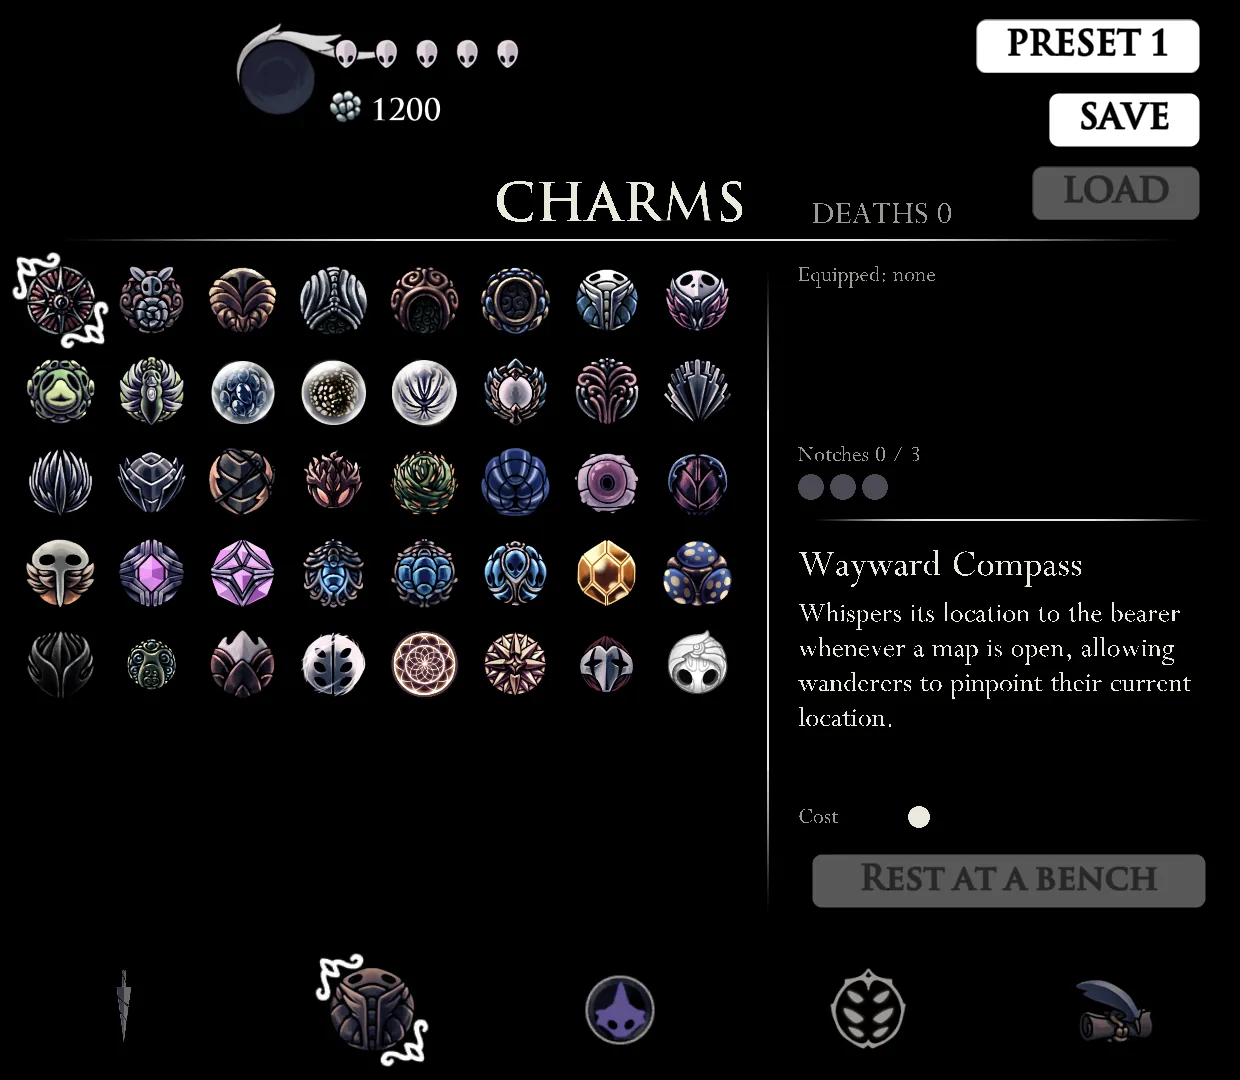 PRESET 1
1200
SAVE
LOAD
CHARMS
DEATHS 0
Equipped: none
Notches 0 / 3
Wayward Compass
Whispers its location to the bearer
whenever a map is open, allowing
wanderers to pinpoint their current
location.
Cost
REST AT A BENCH